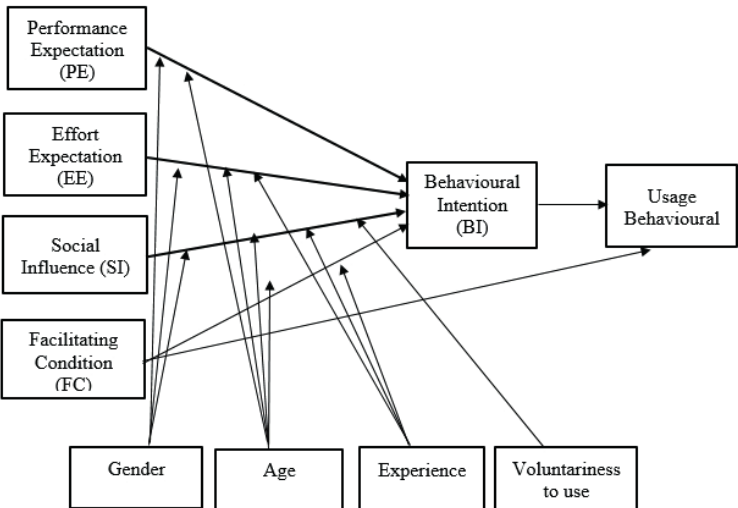 Performance
Expectation
(PE)
Effort
Expectation
(EE)
Social
Influence (SI)
Facilitating
Condition
(FC)
Behavioural
Intention
(BI)
Usage
Behavioural
Gender
Age
Experience
Voluntariness
to use